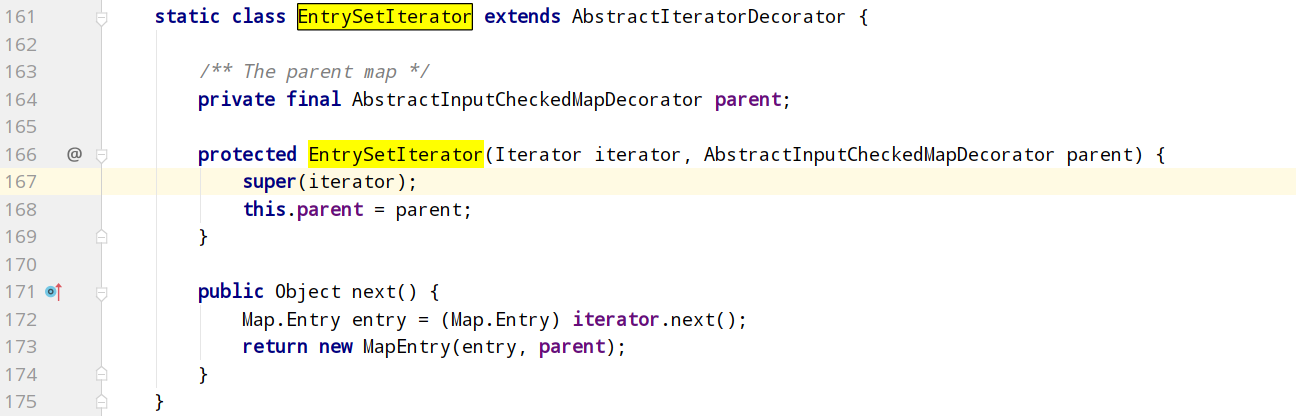 161 static class EntrySetIterator extends AbstractIteratorDecorator {
162
163 /** The parent map */
164 private final AbstractInputCheckedMapDecorator parent;
165
166 @ protected EntrySetIterator(Iterator iterator, AbstractInputCheckedMapDecorator parent) {
167 super(iterator);
168 this.parent = parent;
169 }
170
171 public Object next() {
172 Map.Entry entry = (Map.Entry) iterator.next();
173 return new MapEntry(entry, parent);
174 }
175 }